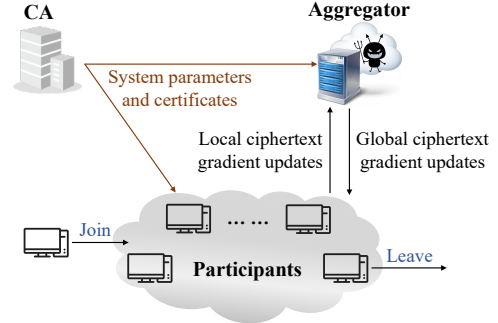 CA
Aggregator
System parameters
and certificates
Local ciphertext
gradient updates
Global ciphertext
gradient updates
... ...
Join
Participants
Leave